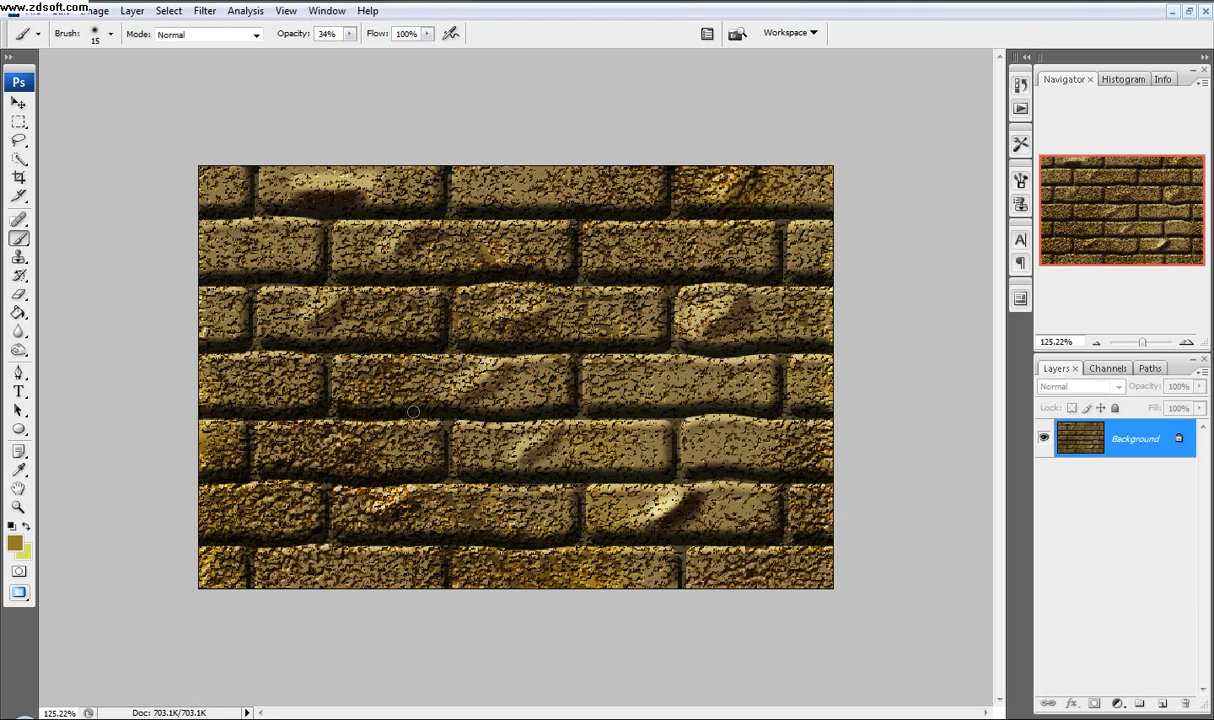 www.zdsoft.com
Image Layer Select Filter Analysis View Window Help
Brush: 15 Mode: Normal Opacity: 34% Flow: 100% Workspace
Ps
Navigator × Histogram Info
125.22%
Layers × Channels Paths
Normal Opacity: 100%
Lock: Fill: 100%
Background
T
A
125.22% Doc: 703.1K/703.1K